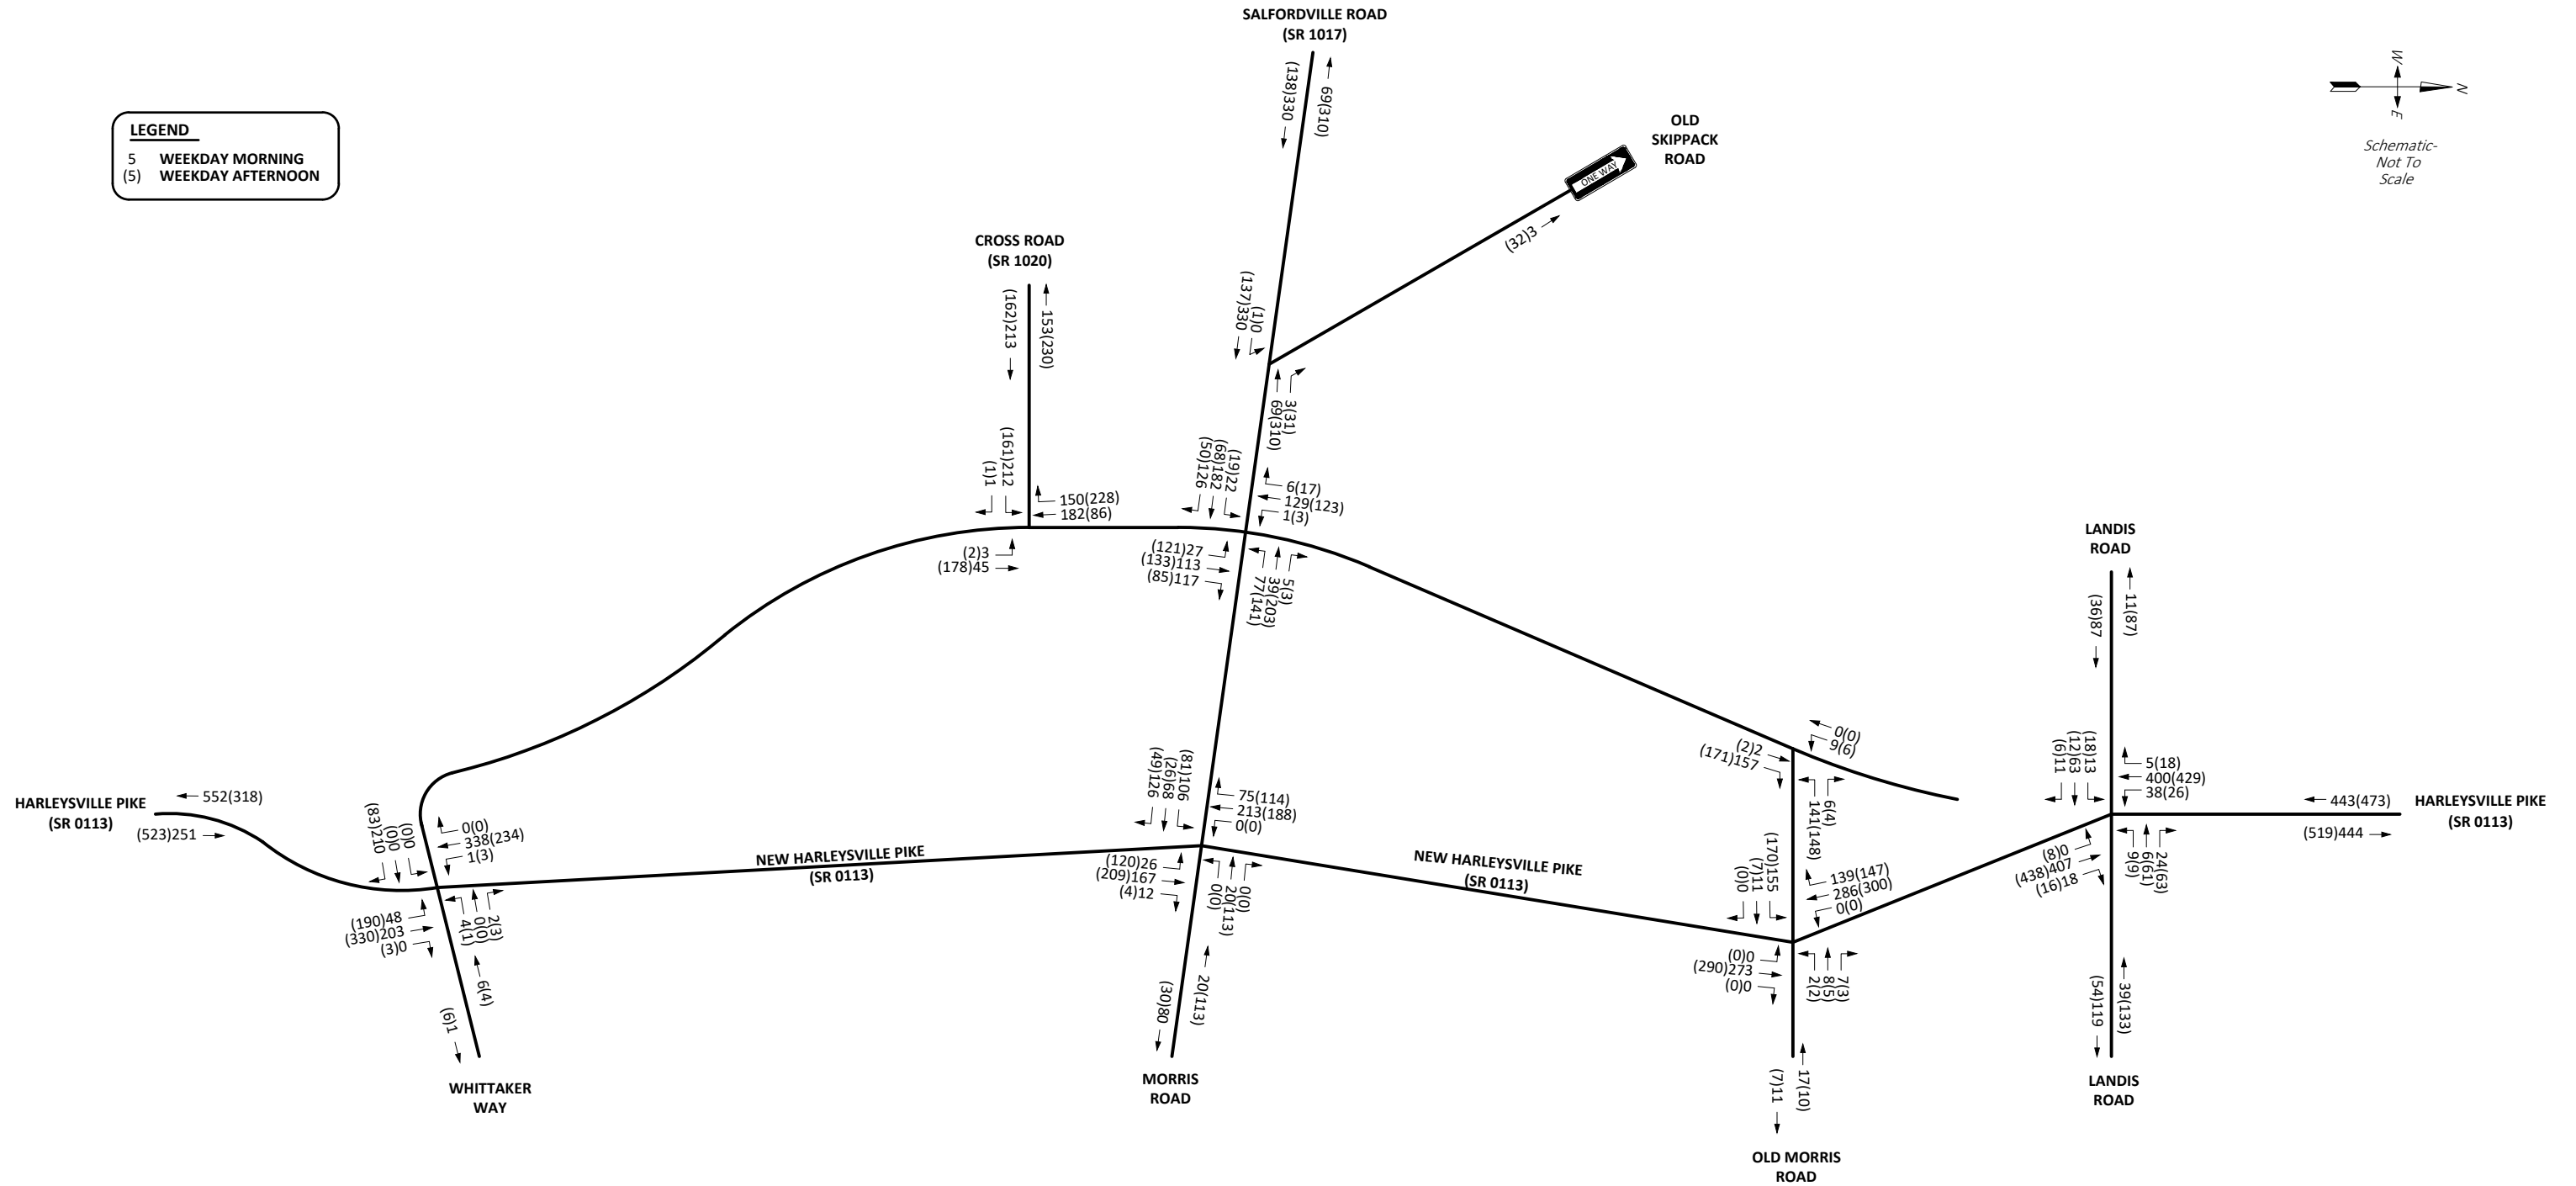 SALFORDVILLE ROAD
(SR 1017)
(138)330
69(310)
W
N
E
Schematic-
Not To
Scale
OLD
SKIPPACK
ROAD
ONE WAY
(32)3
LEGEND
5 WEEKDAY MORNING
(5) WEEKDAY AFTERNOON
CROSS ROAD
(SR 1020)
(162)213
153(230)
(1)0
(137)330
3(31)
69(310)
(161)212
(1)1
150(228)
182(86)
(2)3
(178)45
(19)22
(68)182
(50)126
6(17)
129(123)
1(3)
(121)27
(133)113
(85)117
5(3)
39(203)
77(141)
LANDIS
ROAD
(36)87
11(87)
0(0)
9(6)
(2)2
(171)157
6(4)
141(148)
HARLEYSVILLE PIKE
(SR 0113)
552(318)
(523)251
(0)0
(0)0
(83)210
0(0)
338(234)
1(3)
(190)48
(330)203
(3)0
2(3)
0(0)
4(1)
6(4)
(6)1
WHITTAKER
WAY
NEW HARLEYSVILLE PIKE
(SR 0113)
(81)106
(26)68
(49)126
75(114)
213(188)
0(0)
(120)26
(209)167
(4)12
0(0)
20(113)
0(0)
20(113)
(30)80
MORRIS
ROAD
NEW HARLEYSVILLE PIKE
(SR 0113)
(170)155
(7)11
(0)0
139(147)
286(300)
0(0)
(0)0
(290)273
(0)0
7(3)
8(5)
2(2)
17(10)
(7)11
OLD MORRIS
ROAD
(18)13
(12)63
(6)11
5(18)
400(429)
38(26)
443(473)
(519)444
HARLEYSVILLE PIKE
(SR 0113)
(8)0
(438)407
(16)18
24(63)
6(61)
9(9)
39(133)
(54)119
LANDIS
ROAD